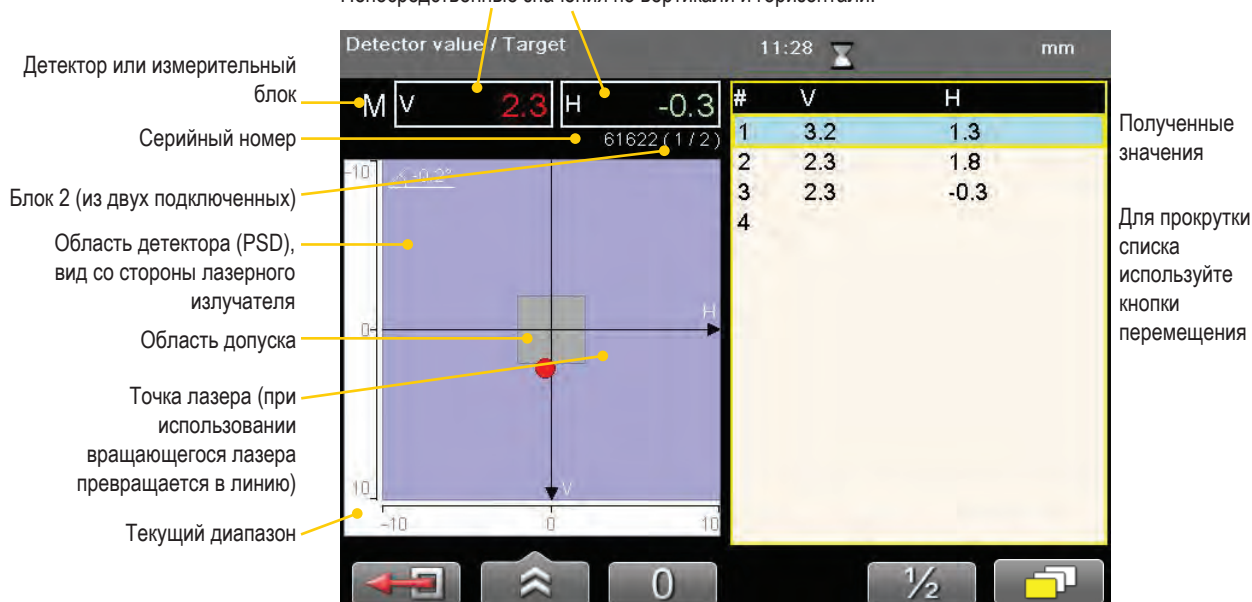 Непосредственные значения по вертикали и горизонтали.
Detector value / Target 11:28 mm
Детектор или измерительный
блок
M V 2.3 H -0.3
Серийный номер
61622 ( 1 / 2 )
Блок 2 (из двух подключенных)
Область детектора (PSD),
вид со стороны лазерного
излучателя
Область допуска
Точка лазера (при
использовании
вращающегося лазера
превращается в линию)
Текущий диапазон
-10
-0.2°
0
10
H
V
-10 0 10
# V H
1 3.2 1.3
2 2.3 1.8
3 2.3 -0.3
4
Полученные
значения
Для прокрутки
списка
используйте
кнопки
перемещения
0
½